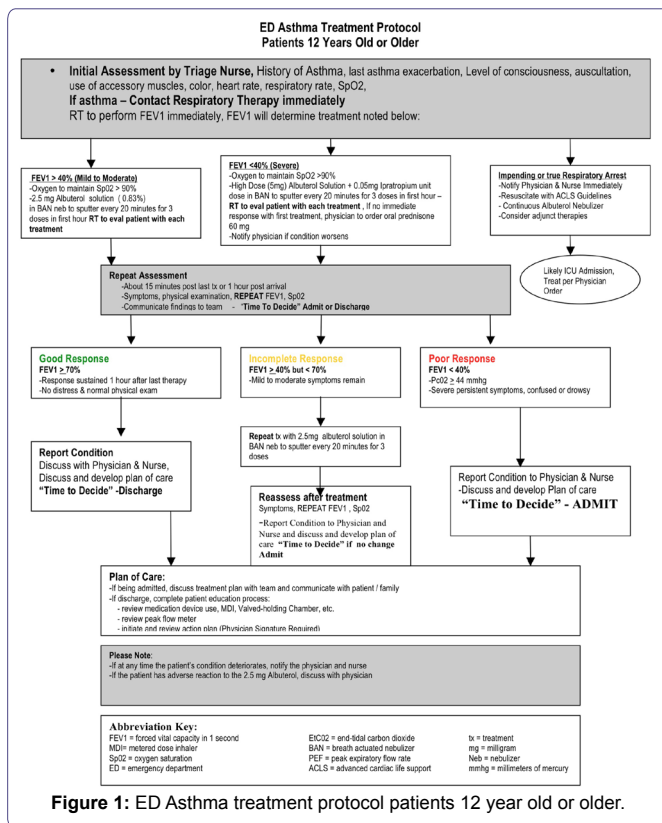 ED Asthma Treatment Protocol
Patients 12 Years Old or Older
• Initial Assessment by Triage Nurse, History of Asthma, last asthma exacerbation, Level of consciousness, auscultation,
use of accessory muscles, color, heart rate, respiratory rate, SpO2,
If asthma – Contact Respiratory Therapy immediately
RT to perform FEV1 immediately, FEV1 will determine treatment noted below:
FEV1 > 40% (Mild to Moderate)
-Oxygen to maintain Sp02 > 90%
-2.5 mg Albuterol solution ( 0.83%)
in BAN neb to sputter every 20 minutes for 3
doses in first hour RT to eval patient with each
treatment
FEV1 <40% (Severe)
-Oxygen to maintain SpO2 >90%
-High Dose (5mg) Albuterol Solution + 0.05mg Ipratropium unit
dose in BAN to sputter every 20 minutes for 3 doses in first hour –
RT to eval patient with each treatment , If no immediate
response with first treatment, physician to order oral prednisone
60 mg
-Notify physician if condition worsens
Impending or true Respiratory Arrest
-Notify Physician & Nurse Immediately
- Resuscitate with ACLS Guidelines
- Continuous Albuterol Nebulizer
- Consider adjunct therapies
Likely ICU Admission,
Treat per Physician
Order
Repeat Assessment
-About 15 minutes post last tx or 1 hour post arrival
-Symptoms, physical examination, REPEAT FEV1, Sp02
-Communicate findings to team - "Time To Decide" Admit or Discharge
Good Response
FEV1 ≥ 70%
-Response sustained 1 hour after last therapy
-No distress & normal physical exam
Incomplete Response
FEV1 ≥ 40% but < 70%
-Mild to moderate symptoms remain
Poor Response
FEV1 < 40%
-Pc02 ≥ 44 mmhg
-Severe persistent symptoms, confused or drowsy
Repeat tx with 2.5mg albuterol solution in
BAN neb to sputter every 20 minutes for 3
doses
Report Condition
Discuss with Physician & Nurse,
Discuss and develop plan of care
"Time to Decide" -Discharge
Reassess after treatment
Symptoms, REPEAT FEV1 , Sp02
-Report Condition to Physician and
Nurse and discuss and develop plan of
care "Time to Decide" if no change
Admit
Report Condition to Physician & Nurse
-Discuss and develop Plan of care
"Time to Decide" - ADMIT
Plan of Care:
-If being admitted, discuss treatment plan with team and communicate with patient / family
-If discharge, complete patient education process:
- review medication device use, MDI, Valved-holding Chamber, etc.
- review peak flow meter
- initiate and review action plan (Physician Signature Required)
Please Note:
-If at any time the patient's condition deteriorates, notify the physician and nurse
-If the patient has adverse reaction to the 2.5 mg Albuterol, discuss with physician
Abbreviation Key:
FEV1 = forced vital capacity in 1 second EtC02 = end-tidal carbon dioxide tx = treatment
MDI= metered dose inhaler BAN = breath actuated nebulizer mg = milligram
Sp02 = oxygen saturation PEF = peak expiratory flow rate Neb = nebulizer
ED = emergency department ACLS = advanced cardiac life support mmhg = millimeters of mercury
Figure 1: ED Asthma treatment protocol patients 12 year old or older.